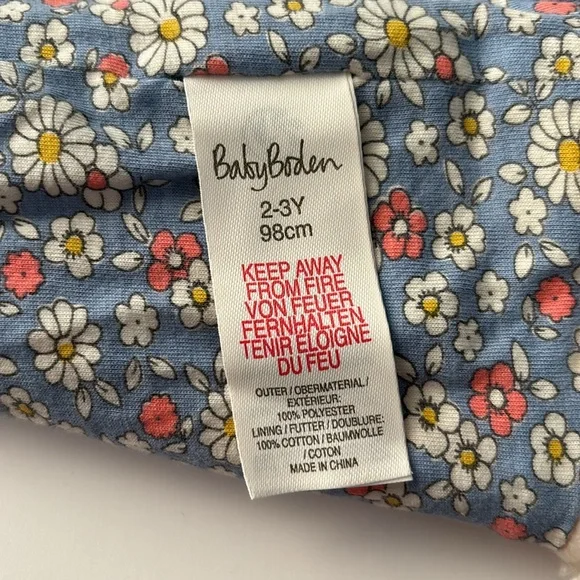 BabyBoden
2-3Y
98cm
KEEP AWAY
FROM FIRE
VON FEUER
FERNHALTEN
TENIR ELOIGNE
DU FEU
OUTER / OBERMATERIAL /
EXTÉRIEUR:
100% POLYESTER
LINING / FUTTER / DOUBLURE:
100% COTTON / BAUMWOLLE
/ COTON
MADE IN CHINA